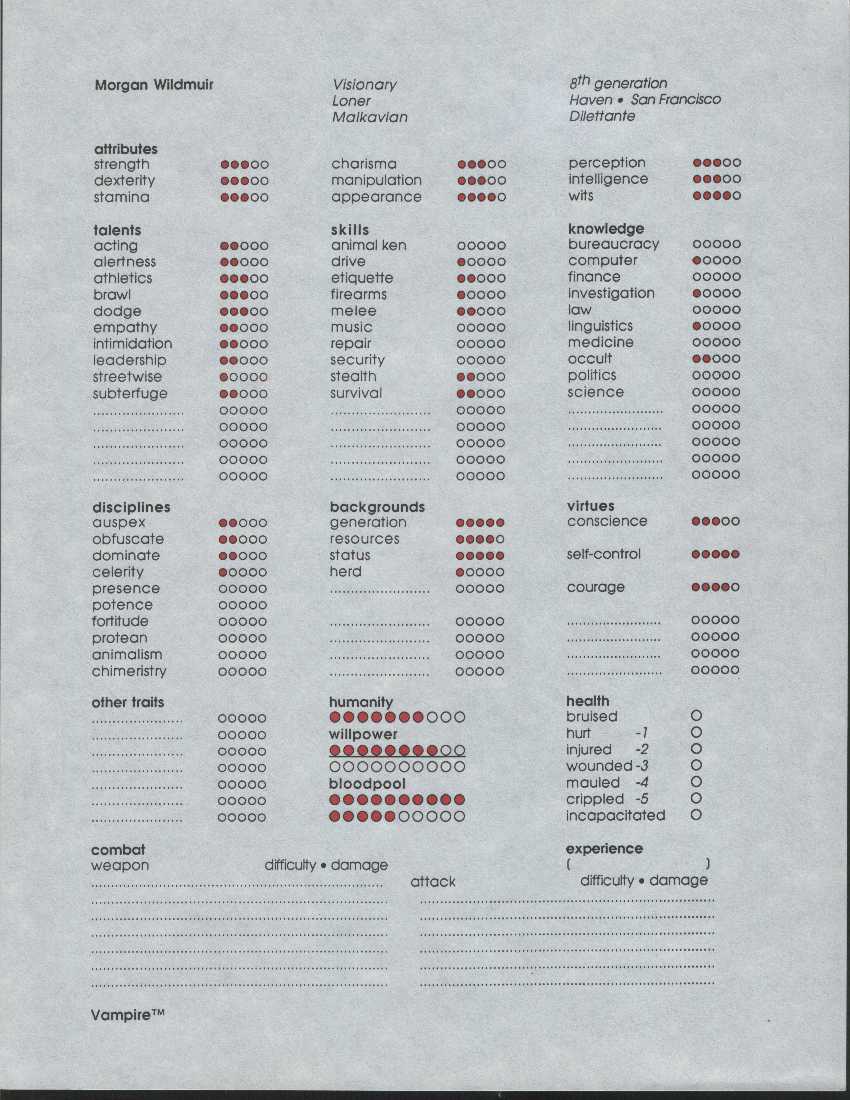 Morgan Wildmuir
Visionary
Loner
Malkavian
8th generation
Haven • San Francisco
Dilettante
attributes
strength ●●●○○
dexterity ●●●○○
stamina ●●●○○
charisma ●●●○○
manipulation ●●●○○
appearance ●●●●○
perception ●●●○○
intelligence ●●●○○
wits ●●●●○
talents
acting ●●○○○
alertness ●●○○○
athletics ●●●○○
brawl ●●●○○
dodge ●●●○○
empathy ●●○○○
intimidation ●●○○○
leadership ●●○○○
streetwise ●○○○○
subterfuge ●●○○○
skills
animal ken ○○○○○
drive ●○○○○
etiquette ●●○○○
firearms ●○○○○
melee ●●○○○
music ○○○○○
repair ○○○○○
security ○○○○○
stealth ●●○○○
survival ●●○○○
knowledge
bureaucracy ○○○○○
computer ●○○○○
finance ○○○○○
investigation ●○○○○
law ○○○○○
linguistics ●○○○○
medicine ○○○○○
occult ●●○○○
politics ○○○○○
science ○○○○○
disciplines
auspex ●●○○○
obfuscate ●●○○○
dominate ●●○○○
celerity ●○○○○
presence ○○○○○
potence ○○○○○
fortitude ○○○○○
protean ○○○○○
animalism ○○○○○
chimeristry ○○○○○
backgrounds
generation ●●●●●
resources ●●●●○
status ●●●●●
herd ●○○○○
virtues
conscience ●●●○○
self-control ●●●●●
courage ●●●●○
other traits
humanity
●●●●●●●○○○
willpower
●●●●●●●●○○
○○○○○○○○○○
bloodpool
●●●●●●●●●●
●●●●●○○○○○
health
bruised ○
hurt -1 ○
injured -2 ○
wounded -3 ○
mauled -4 ○
crippled -5 ○
incapacitated ○
combat
weapon difficulty • damage
experience
( )
attack difficulty • damage
Vampire™